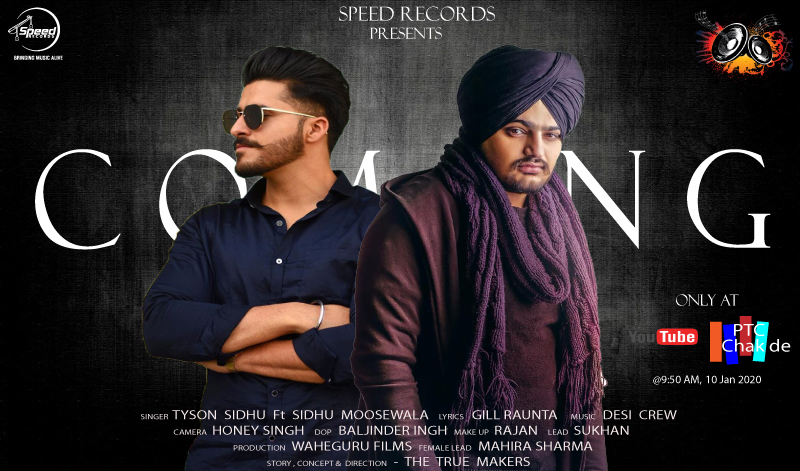 Speed
RECORDS
BRINGING MUSIC ALIVE
SPEED RECORDS
PRESENTS
COMING
ONLY AT
YouTube
PTC
Chak de
@9:50 AM, 10 Jan 2020
SINGER TYSON SIDHU Ft SIDHU MOOSEWALA LYRICS GILL RAUNTA MUSIC DESI CREW
CAMERA HONEY SINGH DOP BALJINDER INGH MAKE UP RAJAN LEAD SUKHAN
PRODUCTION WAHEGURU FILMS FEMALE LEAD MAHIRA SHARMA
STORY , CONCEPT & DIRECTION - THE TRUE MAKERS